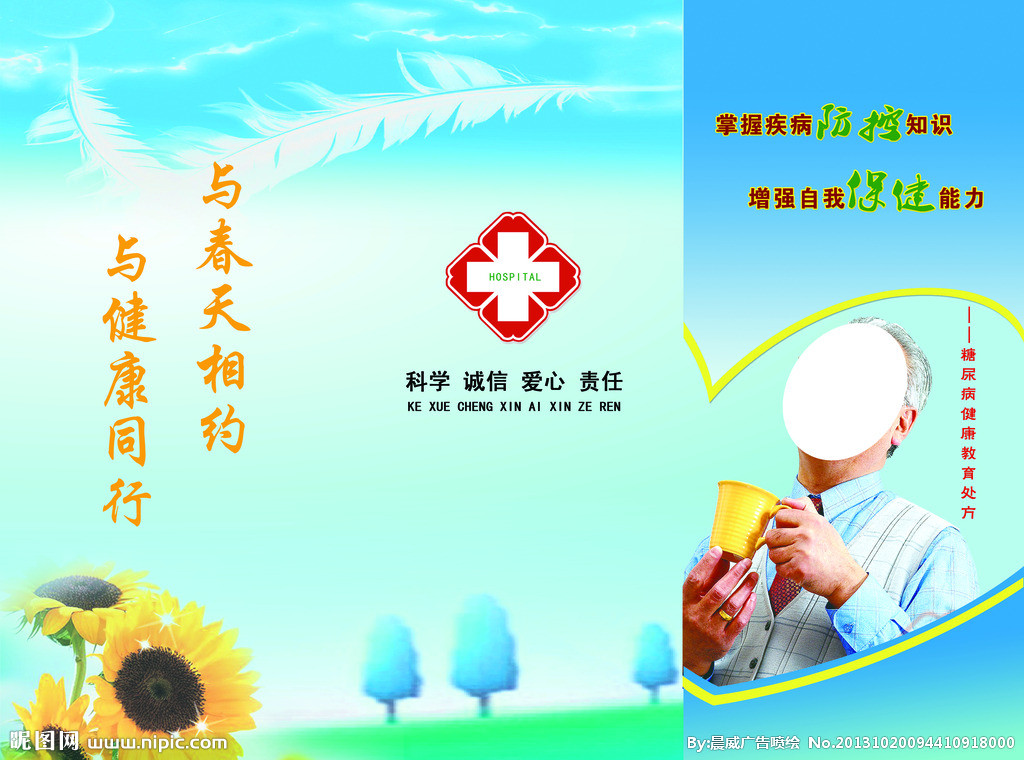 与春天相约
与健康同行
HOSPITAL
科学 诚信 爱心 责任
KE XUE CHENG XIN AI XIN ZE REN
掌握疾病防控知识
增强自我保健能力
——糖尿病健康教育处方
昵图网 www.nipic.com
By:晨威广告喷绘 No.20131020094410918000